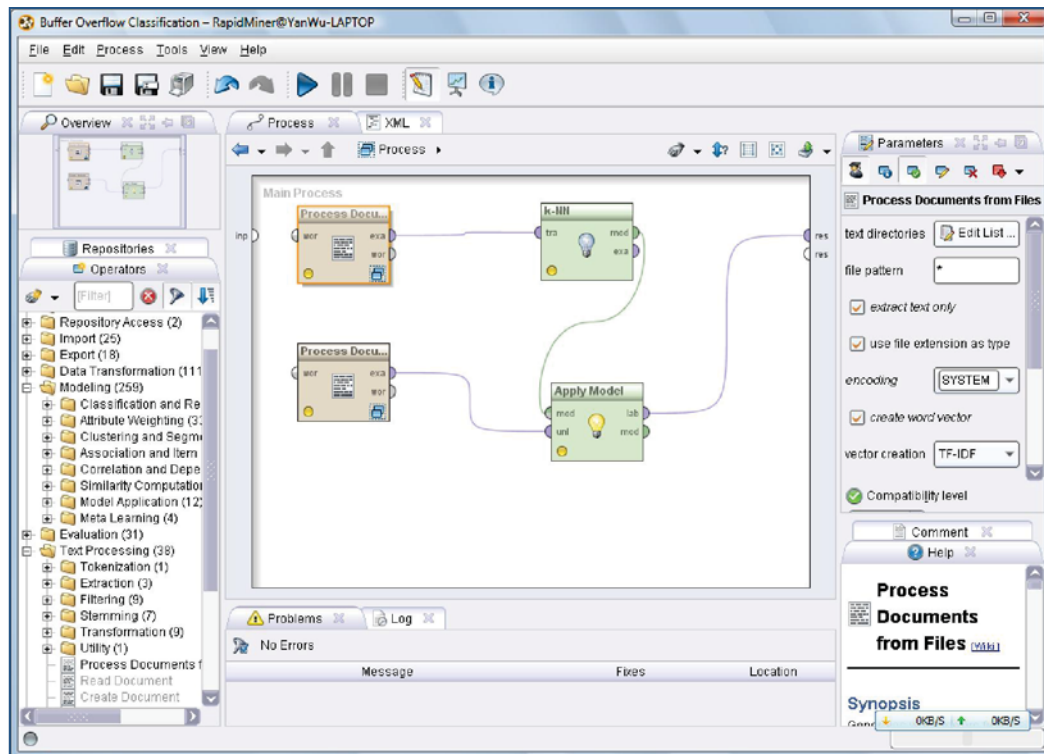 Buffer Overflow Classification – RapidMiner@YanWu-LAPTOP
File Edit Process Tools View Help
Overview
Process
XML
Process
Parameters
Process Documents from Files
Repositories
Operators
[Filter]
Repository Access (2)
Import (25)
Export (18)
Data Transformation (111
Modeling (259)
Classification and Re
Attribute Weighting (3
Clustering and Segm
Association and Item
Correlation and Depe
Similarity Computation
Model Application (12)
Meta Learning (4)
Evaluation (31)
Text Processing (38)
Tokenization (1)
Extraction (3)
Filtering (9)
Stemming (7)
Transformation (9)
Utility (1)
Process Documents f
Read Document
Create Document
Main Process
inp
Process Docu...
wor exa
wor
k-NN
tra mod
exa
res
res
Process Docu...
wor exa
wor
Apply Model
mod lab
unl mod
text directories Edit List...
file pattern *
extract text only
use file extension as type
encoding SYSTEM
create word vector
vector creation TF-IDF
Compatibility level
Problems
Log
No Errors
Message Fixes Location
Comment
Help
Process
Documents
from Files [Wiki]
Synopsis
0KB/S 0KB/S